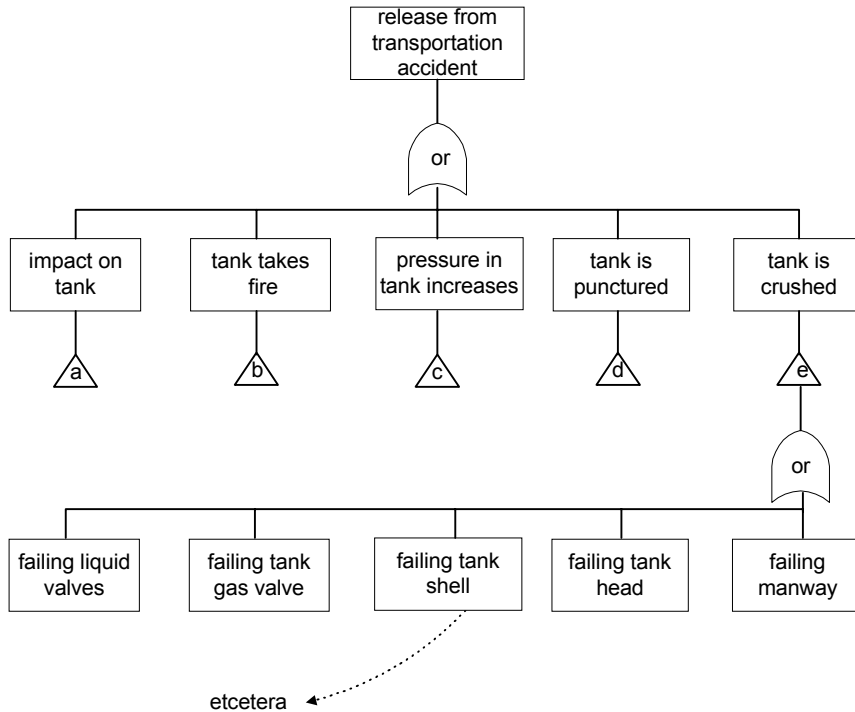 release from
transportation
accident
or
impact on
tank
tank takes
fire
pressure in
tank increases
tank is
punctured
tank is
crushed
a
b
c
d
e
or
failing liquid
valves
failing tank
gas valve
failing tank
shell
failing tank
head
failing
manway
etcetera